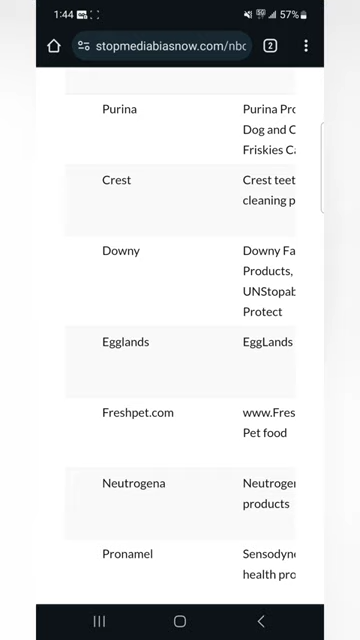 1:44 57%
stopmediabiasnow.com/nbc 2
Purina Purina Pro
Dog and C
Friskies Ca
Crest Crest teet
cleaning p
Downy Downy Fa
Products,
UNStopab
Protect
Egglands EggLands
Freshpet.com www.Fres
Pet food
Neutrogena Neutroger
products
Pronamel Sensodyne
health pro